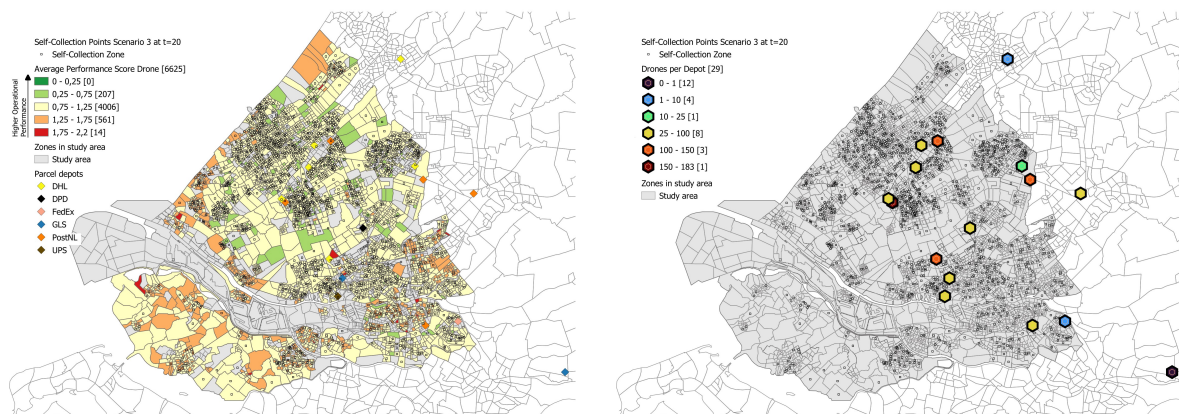 Self-Collection Points Scenario 3 at t=20
Self-Collection Zone
Average Performance Score Drone [6625]
0 - 0,25 [0]
0,25 - 0,75 [207]
0,75 - 1,25 [4006]
1,25 - 1,75 [561]
1,75 - 2,2 [14]
Higher Operational
Performance
Zones in study area
Study area
Parcel depots
DHL
DPD
FedEx
GLS
PostNL
UPS
Self-Collection Points Scenario 3 at t=20
Self-Collection Zone
Drones per Depot [29]
0 - 1 [12]
1 - 10 [4]
10 - 25 [1]
25 - 100 [8]
100 - 150 [3]
150 - 183 [1]
Zones in study area
Study area